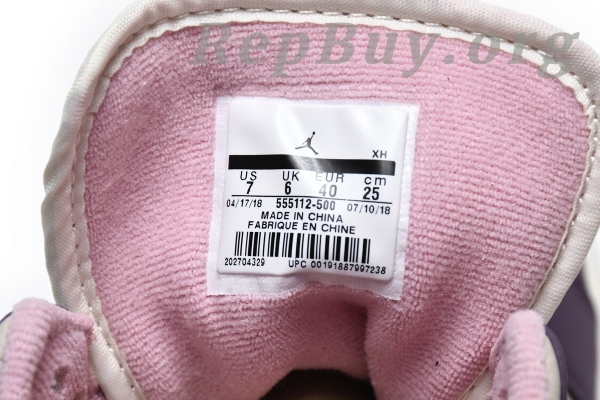 RepBuy.org
XH
US UK EUR cm
7 6 40 25
04/17/18 555112-500 07/10/18
MADE IN CHINA
FABRIQUE EN CHINE
202704329 UPC 00191887997238